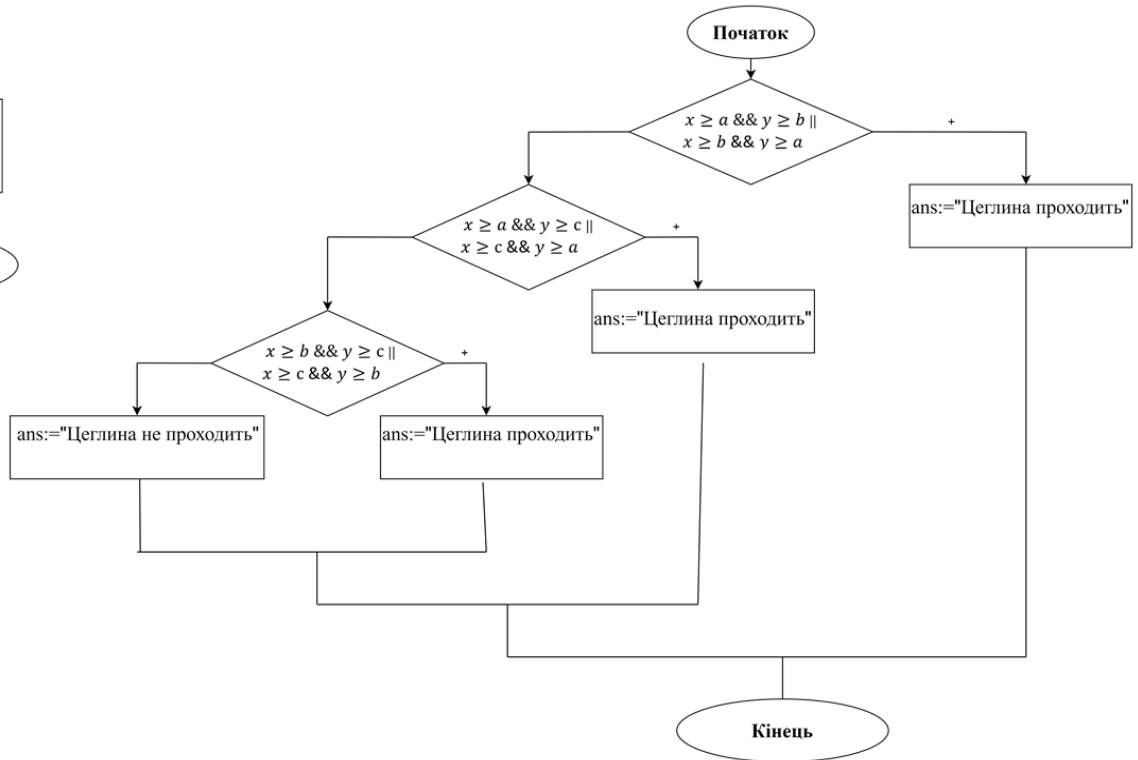 Початок
x ≥ a && y ≥ b ||
x ≥ b && y ≥ a
+
ans:="Цеглина проходить"
x ≥ a && y ≥ c ||
x ≥ c && y ≥ a
+
ans:="Цеглина проходить"
x ≥ b && y ≥ c ||
x ≥ c && y ≥ b
+
ans:="Цеглина не проходить"
ans:="Цеглина проходить"
Кінець